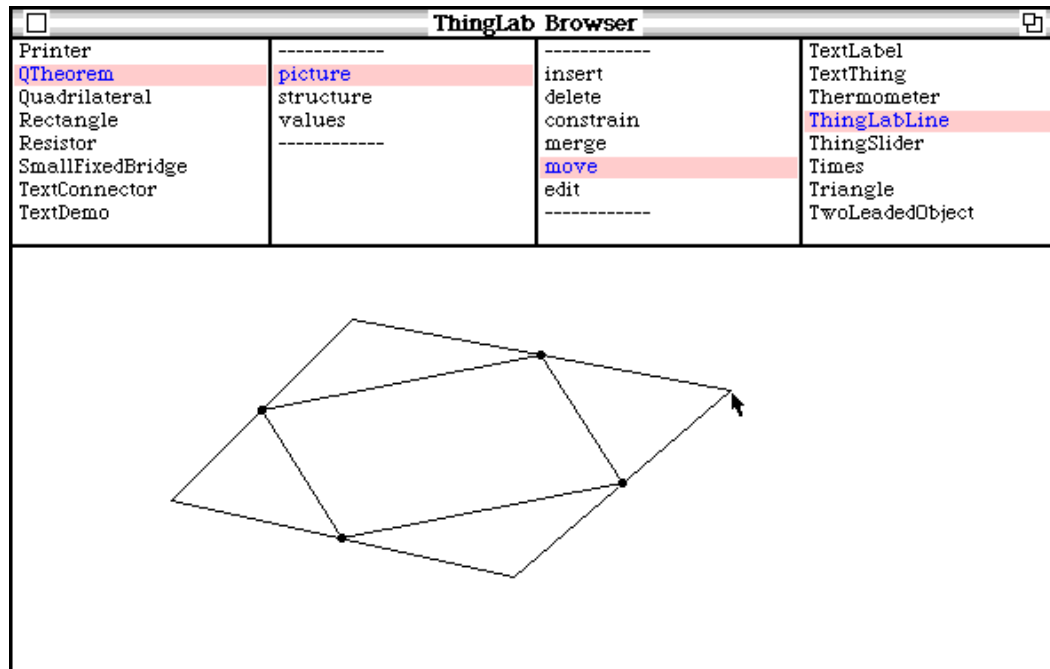 ThingLab Browser
Printer
QTheorem
Quadrilateral
Rectangle
Resistor
SmallFixedBridge
TextConnector
TextDemo
------------
picture
structure
values
------------
------------
insert
delete
constrain
merge
move
edit
------------
TextLabel
TextThing
Thermometer
ThingLabLine
ThingSlider
Times
Triangle
TwoLeadedObject